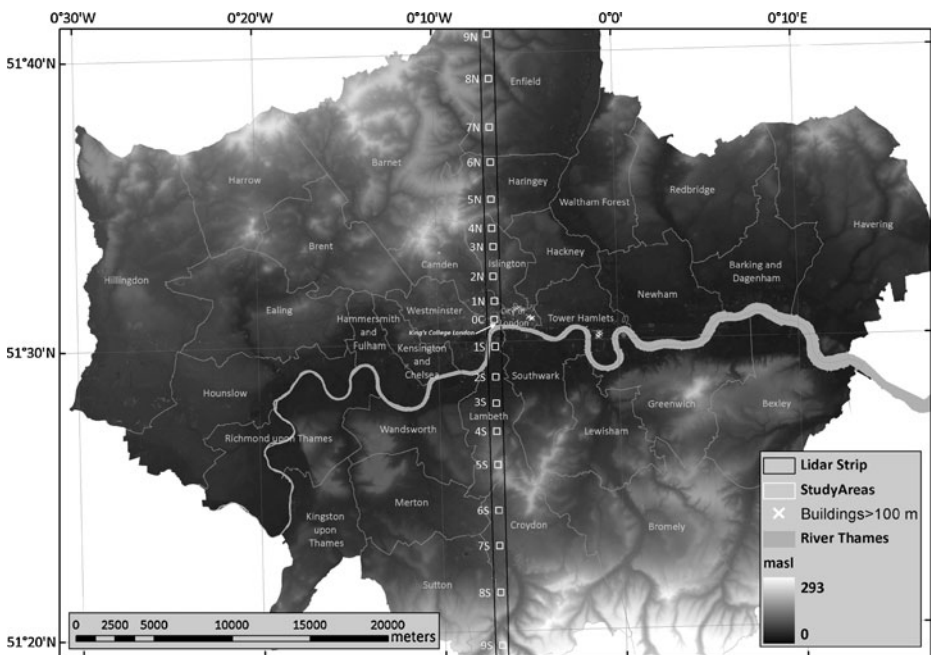 0°30'W 0°20'W 0°10'W 0°0' 0°10'E
51°40'
51°30'
51°20'
9N
8N
7N
6N
5N
4N
3N
2N
1N
0C
1S
2S
3S
4S
5S
6S
7S
8S
9S
Enfield
Barnet
Harrow
Haringey
Waltham Forest
Redbridge
Havering
Brent
Hillingdon
Camden
Islington
Hackney
Barking and
Dagenham
Newham
Ealing
Hammersmith
and
Fulham
Westminster
City of
London
Tower Hamlets
King's College London
Kensington
and
Chelsea
Hounslow
Southwark
Greenwich
Bexley
Lambeth
Wandsworth
Richmond upon Thames
Lewisham
Merton
Kingston
upon
Thames
Croydon
Bromely
Sutton
Lidar Strip
StudyAreas
Buildings>100 m
River Thames
masl
293
0
0 2500 5000 10000 15000 20000
meters